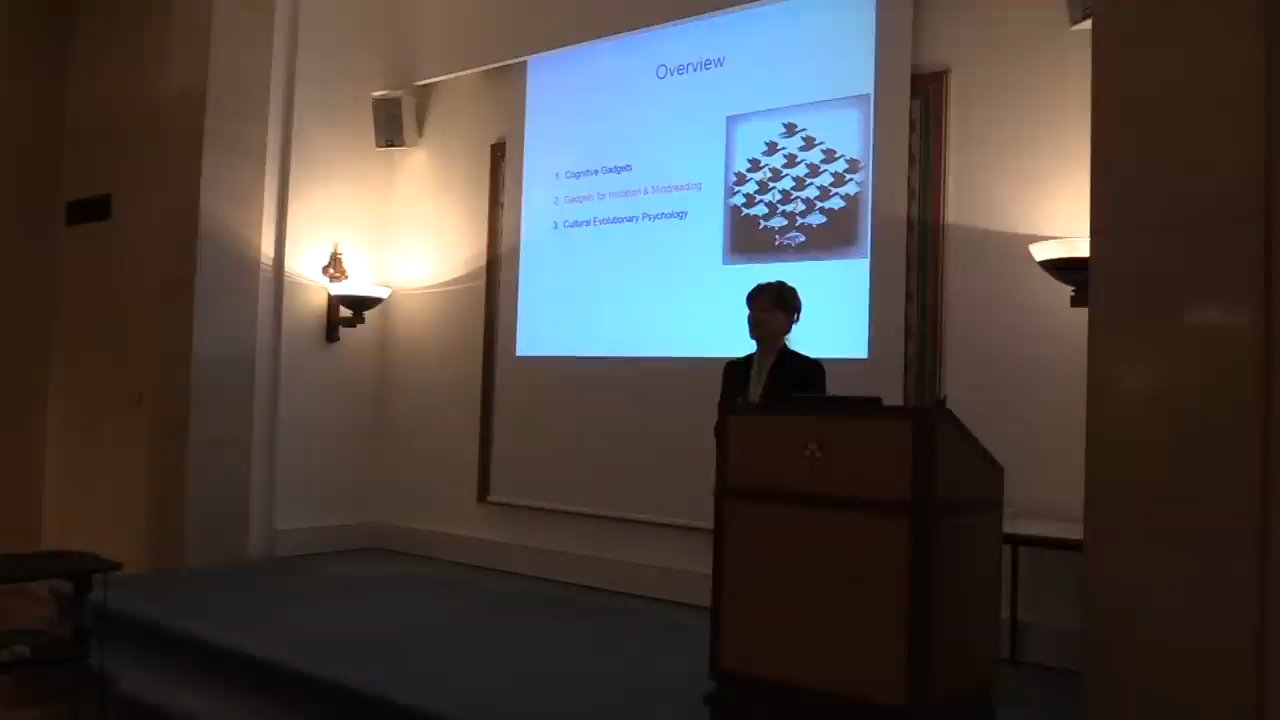 Overview
1. Cognitive Gadgets
2. Gadgets for Imitation & Mindreading
3. Cultural Evolutionary Psychology